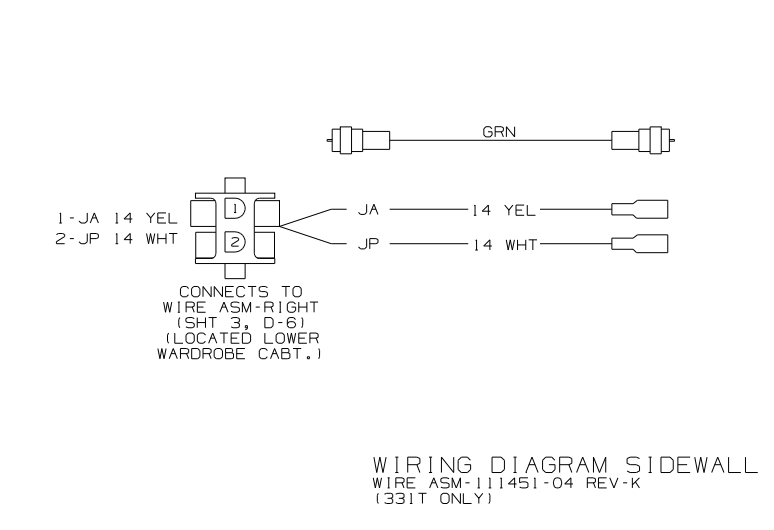 GRN
1-JA 14 YEL
2-JP 14 WHT
1
2
JA 14 YEL
JP 14 WHT
CONNECTS TO
WIRE ASM-RIGHT
(SHT 3, D-6)
(LOCATED LOWER
WARDROBE CABT.)
WIRING DIAGRAM SIDEWALL
WIRE ASM-111451-04 REV-K
(331T ONLY)